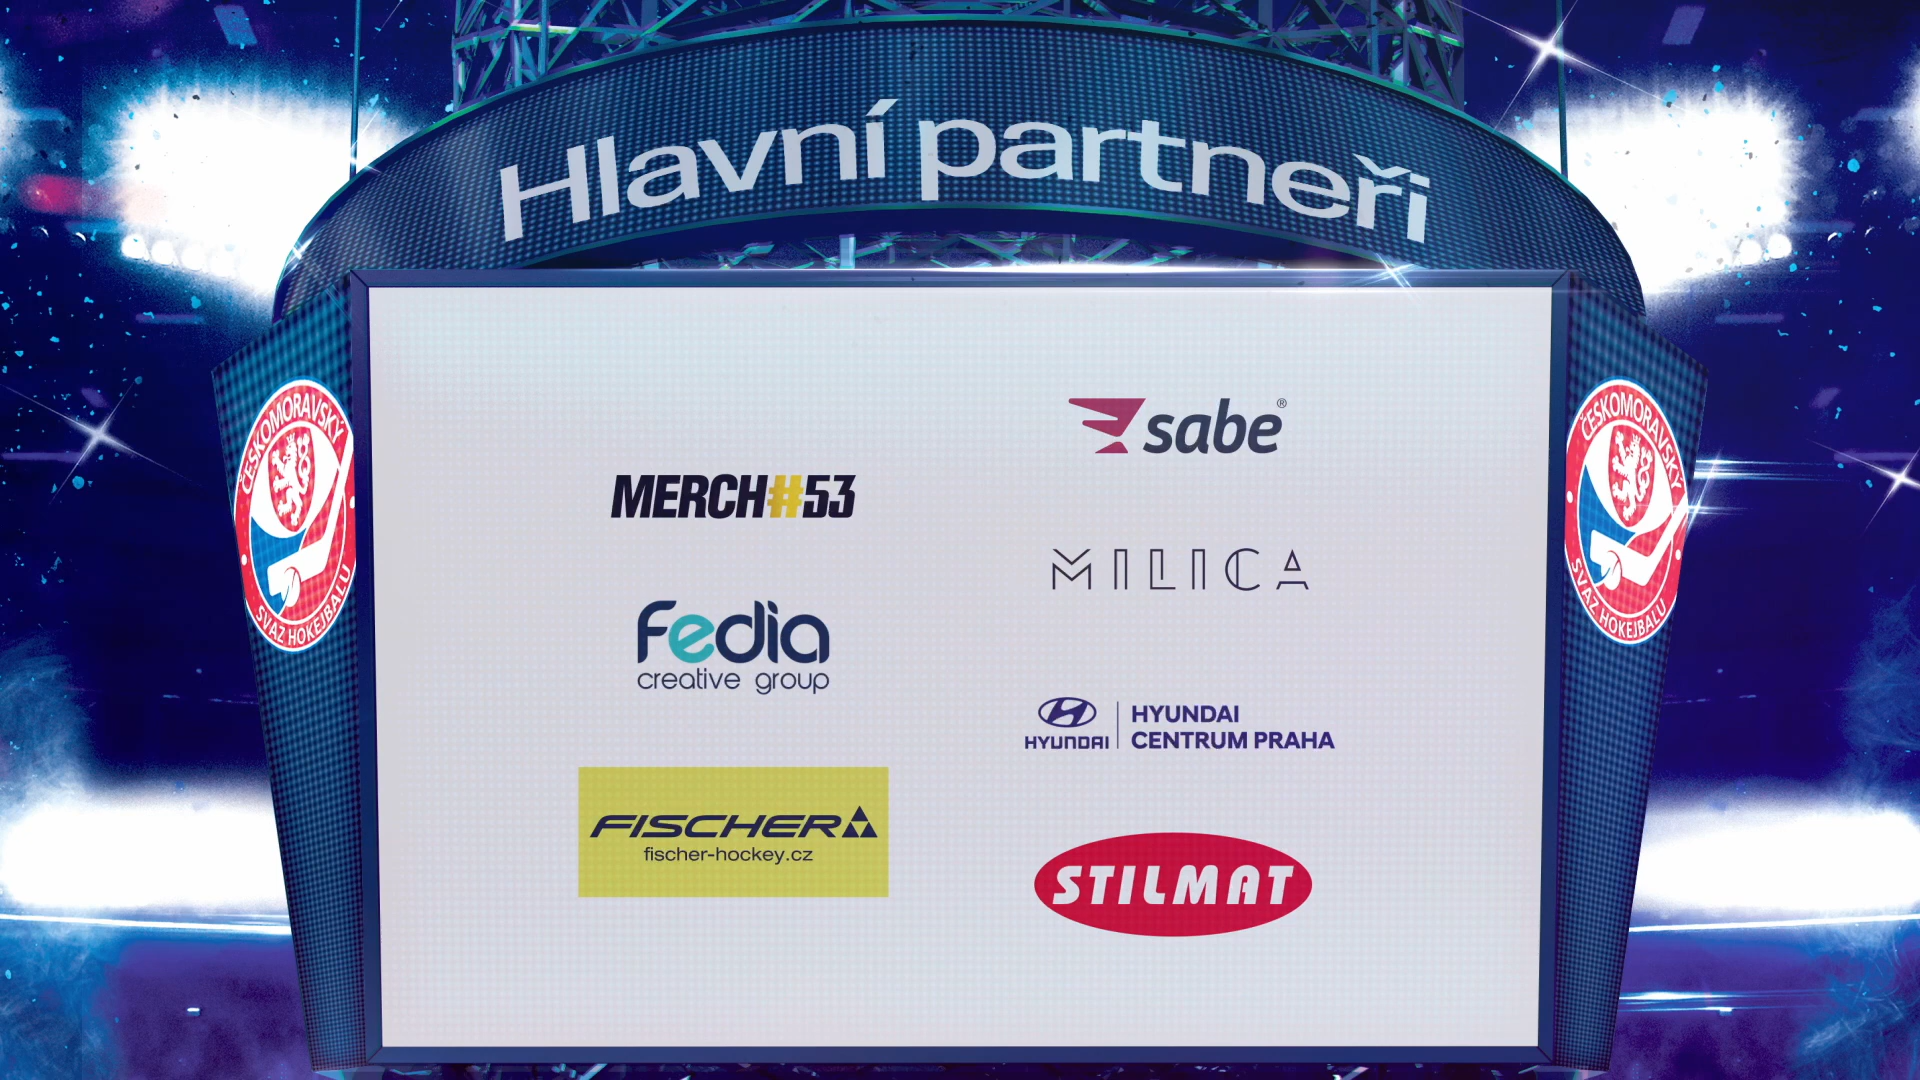 Hlavní partneři
ČESKOMORAVSKÝ
SVAZ HOKEJBALU
MERCH#53
Fedia
creative group
FISCHER
fischer-hockey.cz
sabe®
MILICA
HYUNDAI
HYUNDAI
CENTRUM PRAHA
STILMAT
ČESKOMORAVSKÝ
SVAZ HOKEJBALU